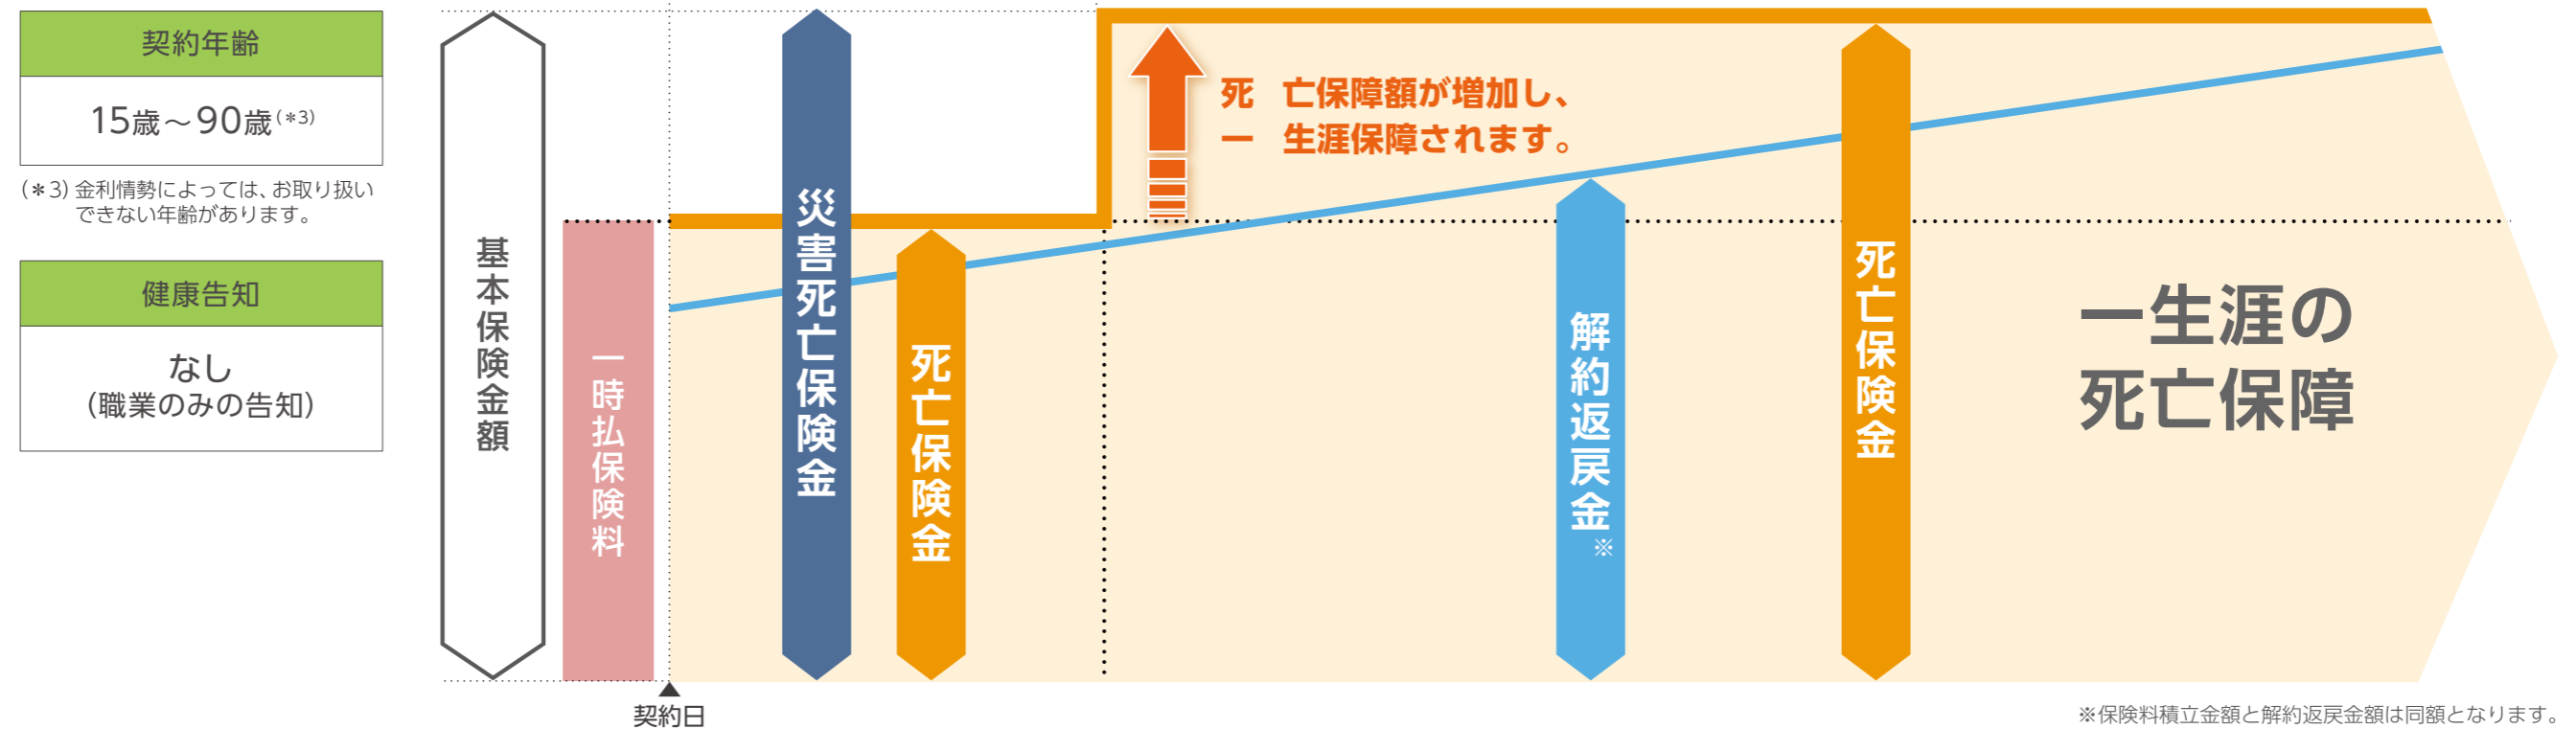 契約年齢
15歳～90歳(＊3)
(＊3) 金利情勢によっては、お取り扱い
できない年齢があります。
健康告知
なし
(職業のみの告知)
基本保険金額
一時払保険料
契約日
災害死亡保険金
死亡保険金
死 亡保障額が増加し、
一 生涯保障されます。
解約返戻金※
死亡保険金
一生涯の
死亡保障
※保険料積立金額と解約返戻金額は同額となります。